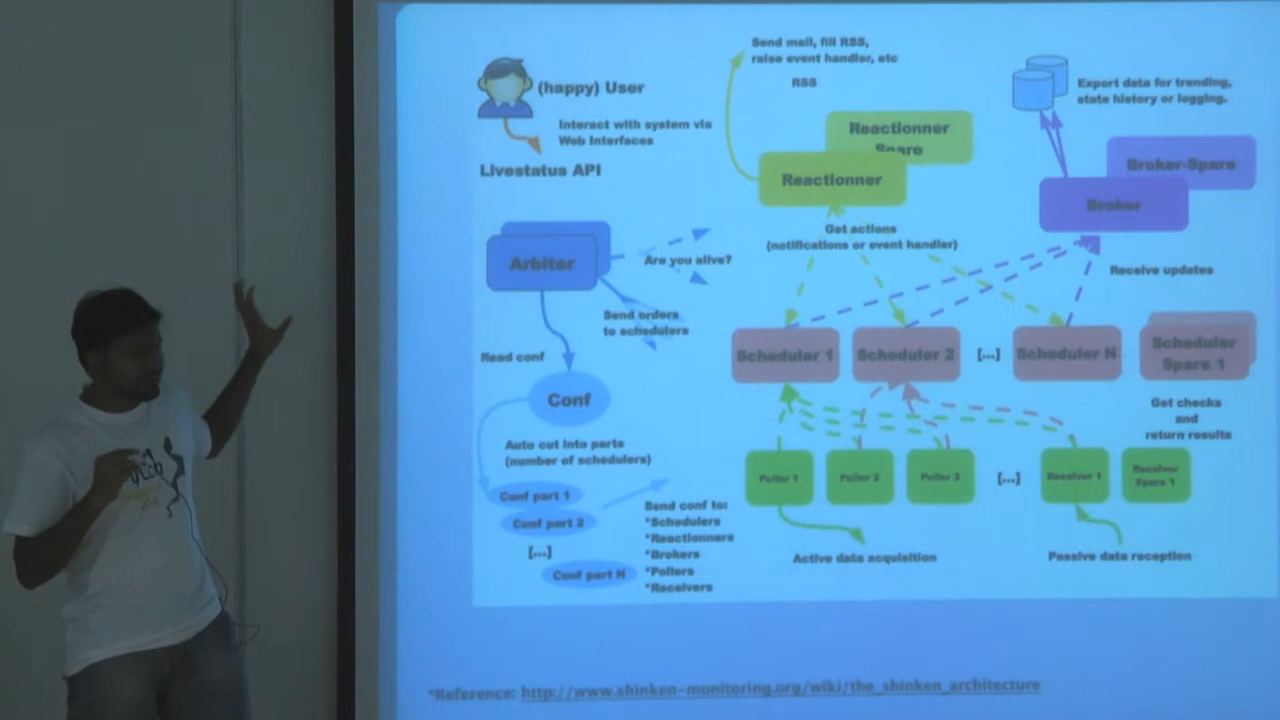 Send mail, fill RSS,
raise event handler, etc
RSS
(happy) User
Interact with system via
Web Interfaces
Livestatus API
Export data for trending,
state history or logging.
Reactionner
Spare
Reactionner
Broker-Spare
Broker
Get actions
(notifications or event handler)
Arbiter
Are you alive?
Receive updates
Send orders
to schedulers
Read conf
Scheduler 1
Scheduler 2
[...]
Scheduler N
Scheduler
Spare 1
Conf
Get checks
and
return results
Auto cut into parts
(number of schedulers)
Poller 1
Poller 2
Poller 3
[...]
Receiver 1
Receiver
Spare 1
Conf part 1
Conf part 2
[...]
Conf part N
Send conf to:
*Schedulers
*Reactionners
*Brokers
*Pollers
*Receivers
Active data acquisition
Passive data reception
*Reference: http://www.shinken-monitoring.org/wiki/the_shinken_architecture